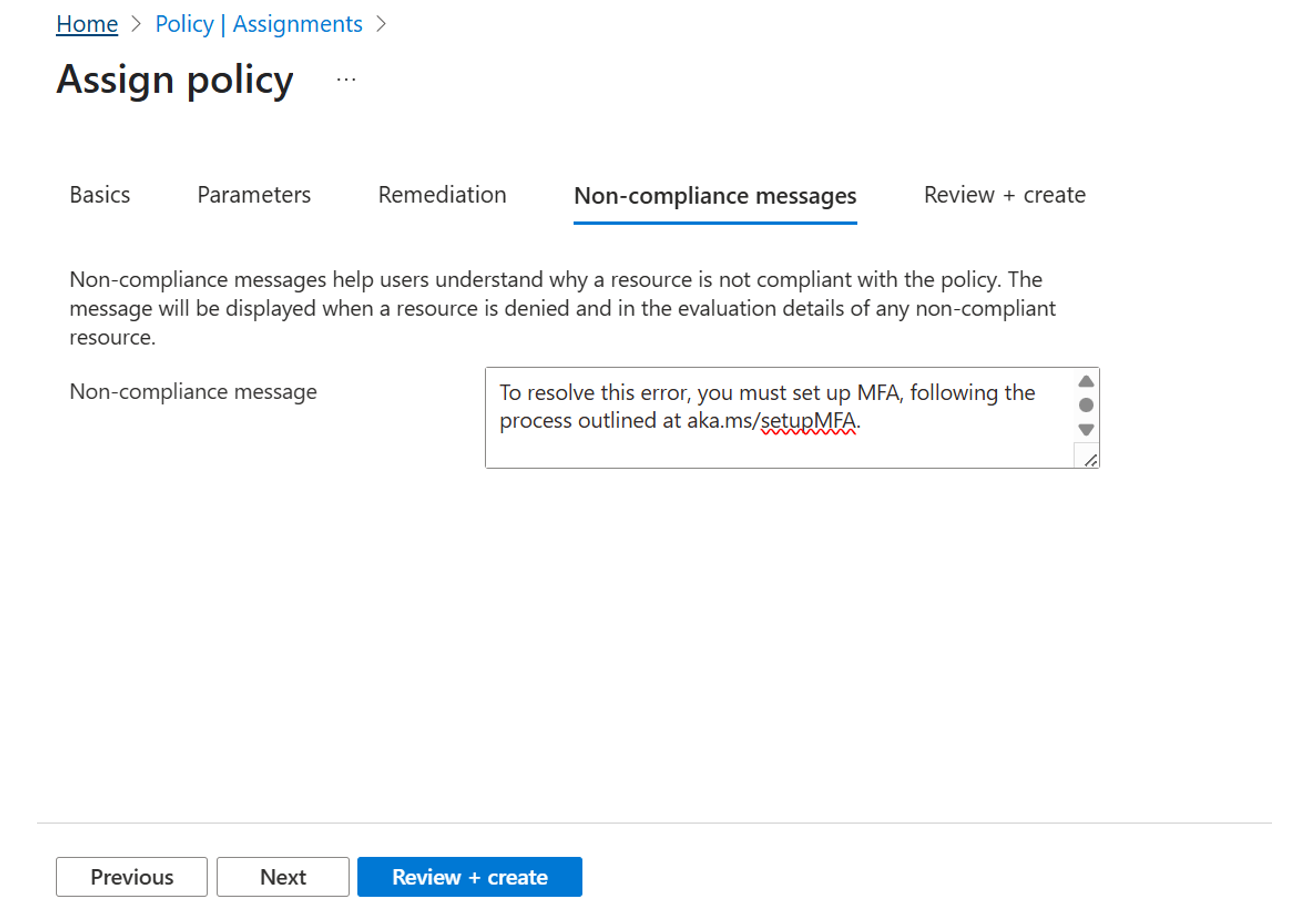 Home > Policy | Assignments >
Assign policy ...
Basics Parameters Remediation Non-compliance messages Review + create
Non-compliance messages help users understand why a resource is not compliant with the policy. The
message will be displayed when a resource is denied and in the evaluation details of any non-compliant
resource.
Non-compliance message
To resolve this error, you must set up MFA, following the
process outlined at aka.ms/setupMFA.
Previous Next Review + create